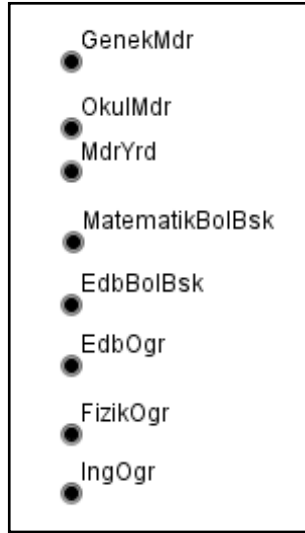 GenekMdr
OkulMdr
MdrYrd
MatematikBolBsk
EdbBolBsk
EdbOgr
FizikOgr
IngOgr